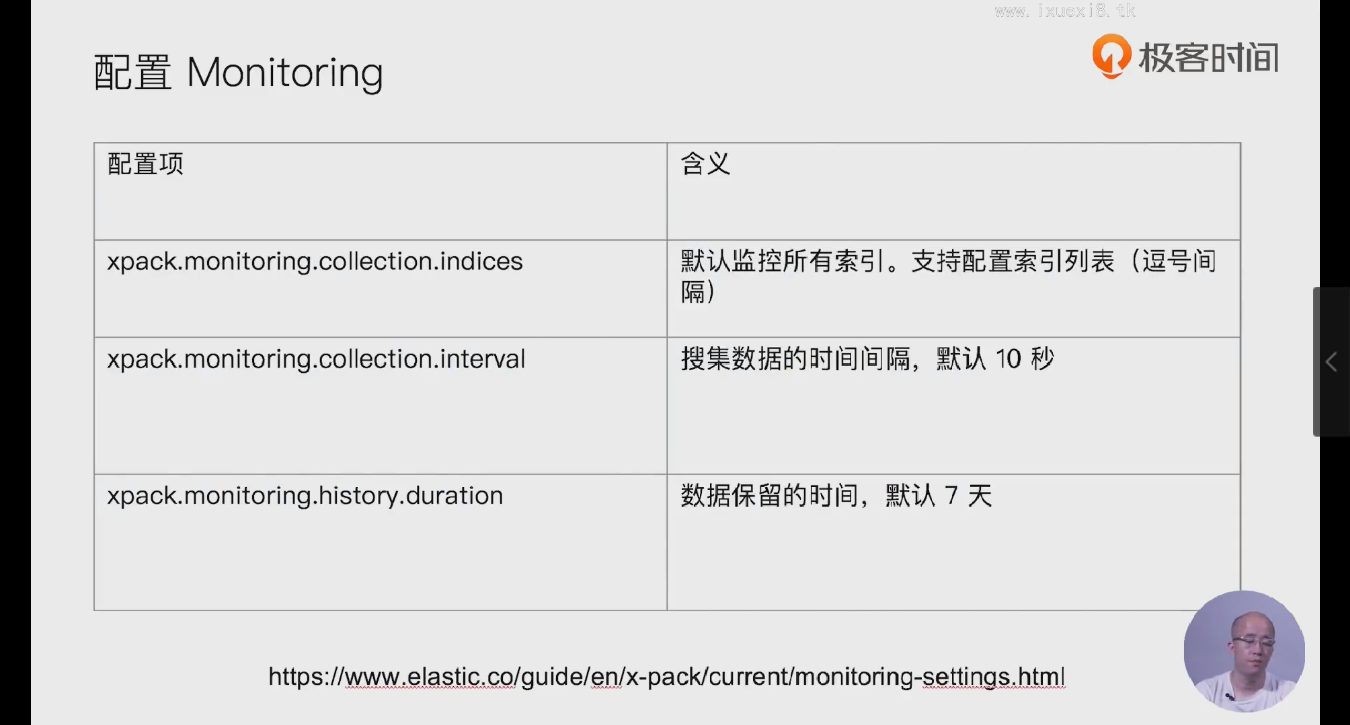 www. ixuexi8. tk
配置 Monitoring
极客时间
配置项
含义
xpack.monitoring.collection.indices
默认监控所有索引。支持配置索引列表（逗号间
隔）
xpack.monitoring.collection.interval
搜集数据的时间间隔，默认 10 秒
xpack.monitoring.history.duration
数据保留的时间，默认 7 天
https://www.elastic.co/guide/en/x-pack/current/monitoring-settings.html